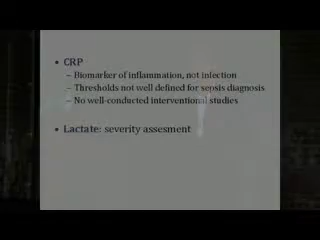 • CRP
– Biomarker of inflammation, not infection
– Thresholds not well defined for sepsis diagnosis
– No well-conducted interventional studies
• Lactate: severity assesment